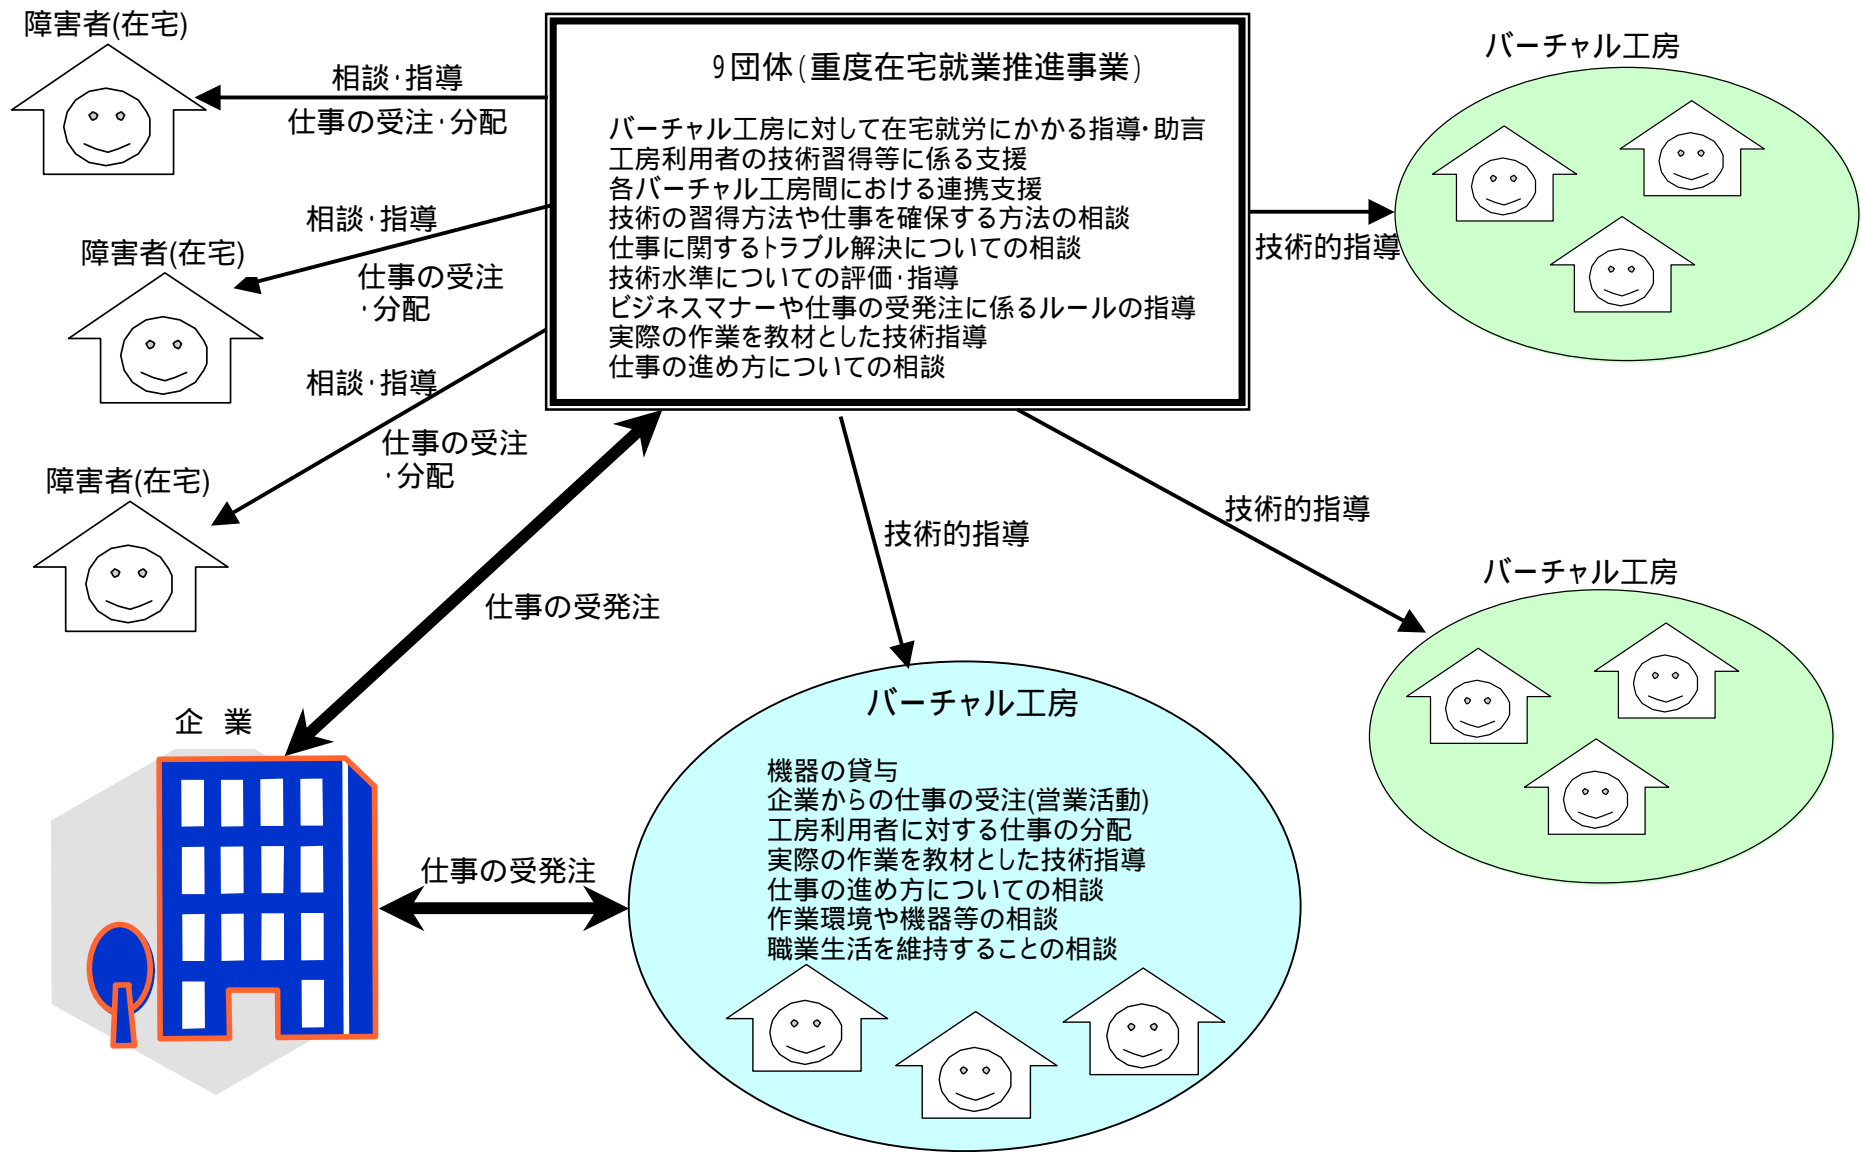 障害者(在宅)
相談・指導
仕事の受注・分配
9団体(重度在宅就業推進事業)
バーチャル工房に対して在宅就労にかかる指導・助言
工房利用者の技術習得等に係る支援
各バーチャル工房間における連携支援
技術の習得方法や仕事を確保する方法の相談
仕事に関するトラブル解決についての相談
技術水準についての評価・指導
ビジネスマナーや仕事の受発注に係るルールの指導
実際の作業を教材とした技術指導
仕事の進め方についての相談
バーチャル工房
技術的指導
相談・指導
障害者(在宅)
仕事の受注
・分配
相談・指導
仕事の受注
・分配
障害者(在宅)
技術的指導
技術的指導
バーチャル工房
仕事の受発注
企 業
バーチャル工房
機器の貸与
企業からの仕事の受注(営業活動)
工房利用者に対する仕事の分配
実際の作業を教材とした技術指導
仕事の進め方についての相談
作業環境や機器等の相談
職業生活を維持することの相談
仕事の受発注